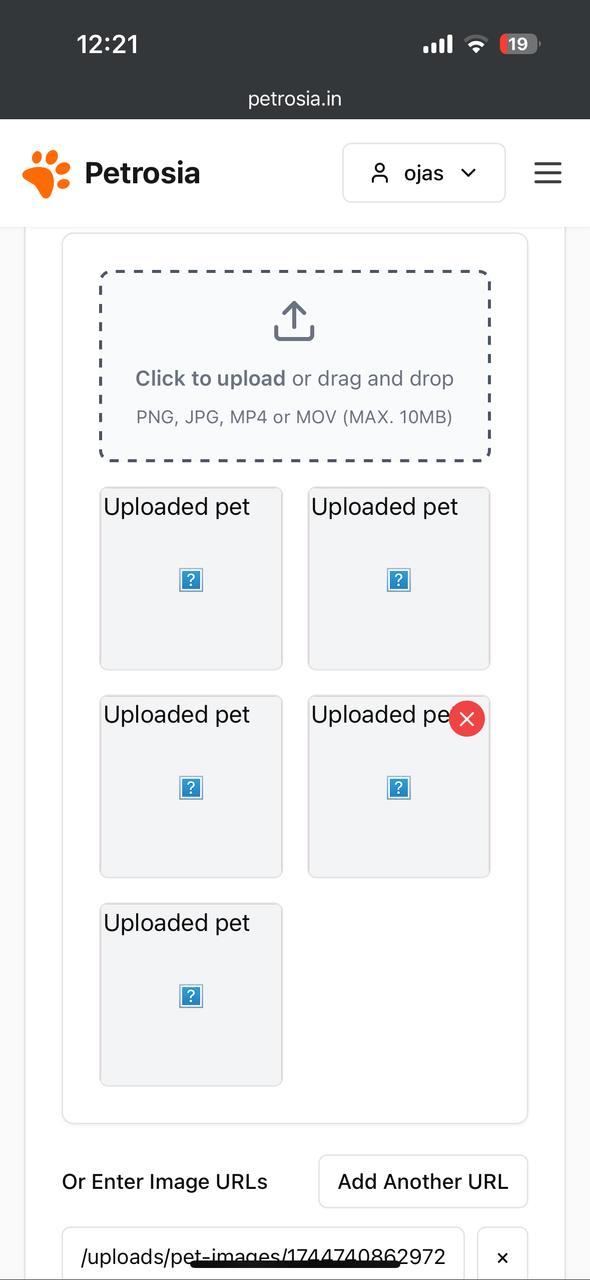 12:21
19
petrosia.in
Petrosia
ojas
Click to upload or drag and drop
PNG, JPG, MP4 or MOV (MAX. 10MB)
Uploaded pet
Uploaded pet
Uploaded pet
Uploaded pe
Uploaded pet
Or Enter Image URLs
Add Another URL
/uploads/pet-images/1744740862972